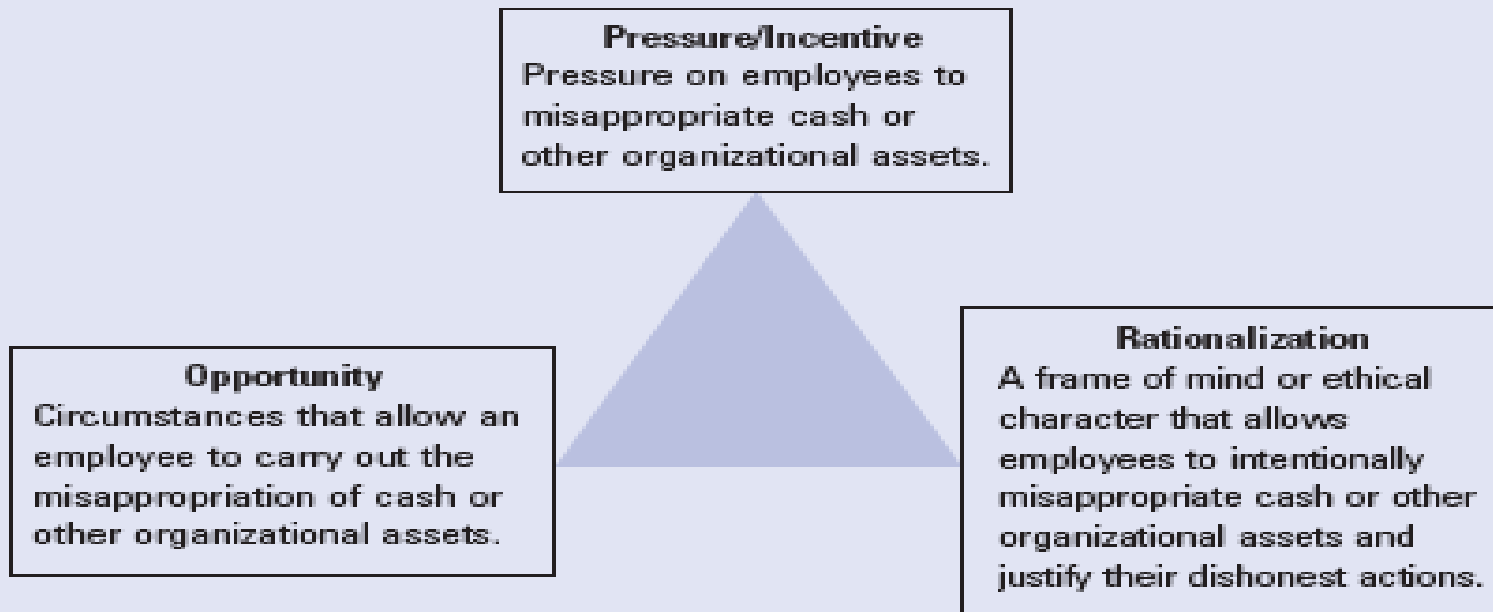 Pressure/Incentive
Pressure on employees to
misappropriate cash or
other organizational assets.
Opportunity
Circumstances that allow an
employee to carry out the
misappropriation of cash or
other organizational assets.
Rationalization
A frame of mind or ethical
character that allows
employees to intentionally
misappropriate cash or other
organizational assets and
justify their dishonest actions.